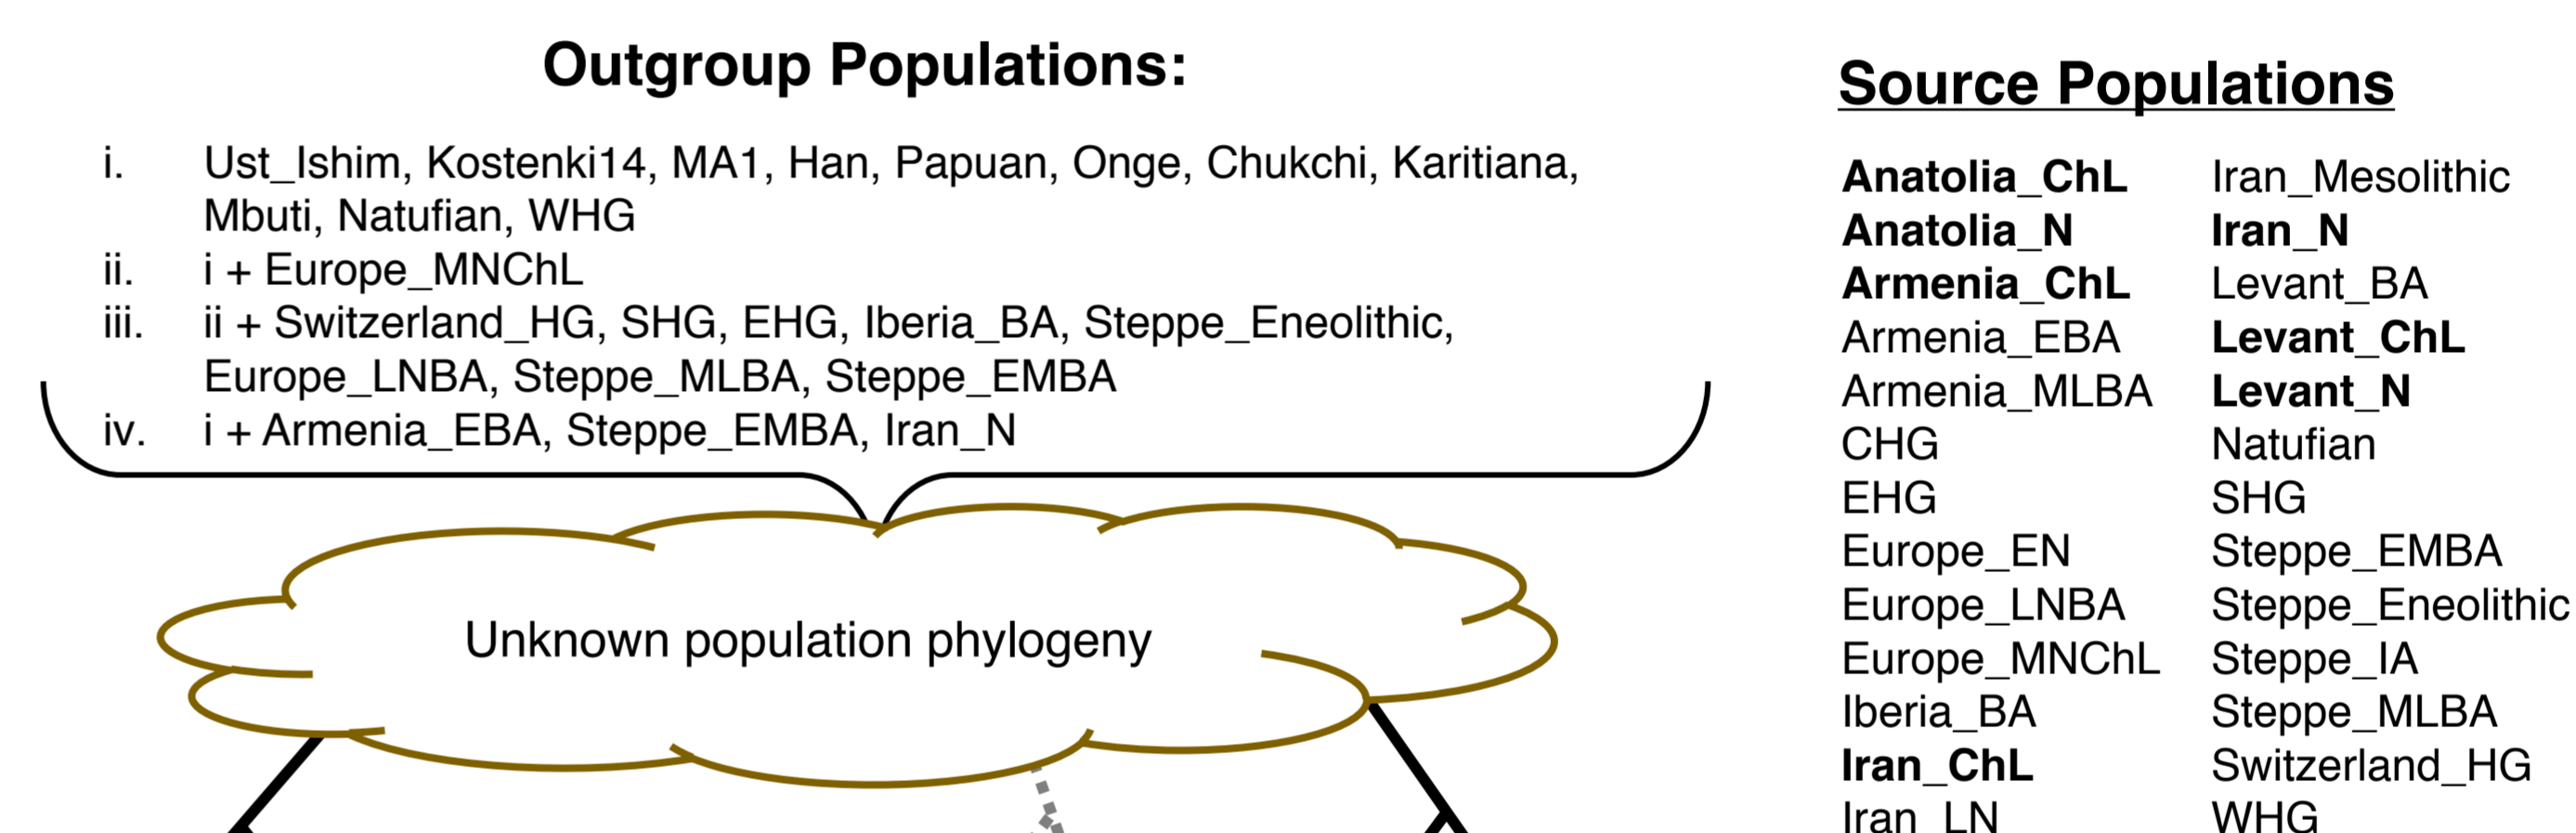 Outgroup Populations:
i. Ust_Ishim, Kostenki14, MA1, Han, Papuan, Onge, Chukchi, Karitiana,
Mbuti, Natufian, WHG
ii. i + Europe_MNChL
iii. ii + Switzerland_HG, SHG, EHG, Iberia_BA, Steppe_Eneolithic,
Europe_LNBA, Steppe_MLBA, Steppe_EMBA
iv. i + Armenia_EBA, Steppe_EMBA, Iran_N
Unknown population phylogeny
Source Populations
Anatolia_ChL Iran_Mesolithic
Anatolia_N Iran_N
Armenia_ChL Levant_BA
Armenia_EBA Levant_ChL
Armenia_MLBA Levant_N
CHG Natufian
EHG SHG
Europe_EN Steppe_EMBA
Europe_LNBA Steppe_Eneolithic
Europe_MNChL Steppe_IA
Iberia_BA Steppe_MLBA
Iran_ChL Switzerland_HG
Iran_LN WHG